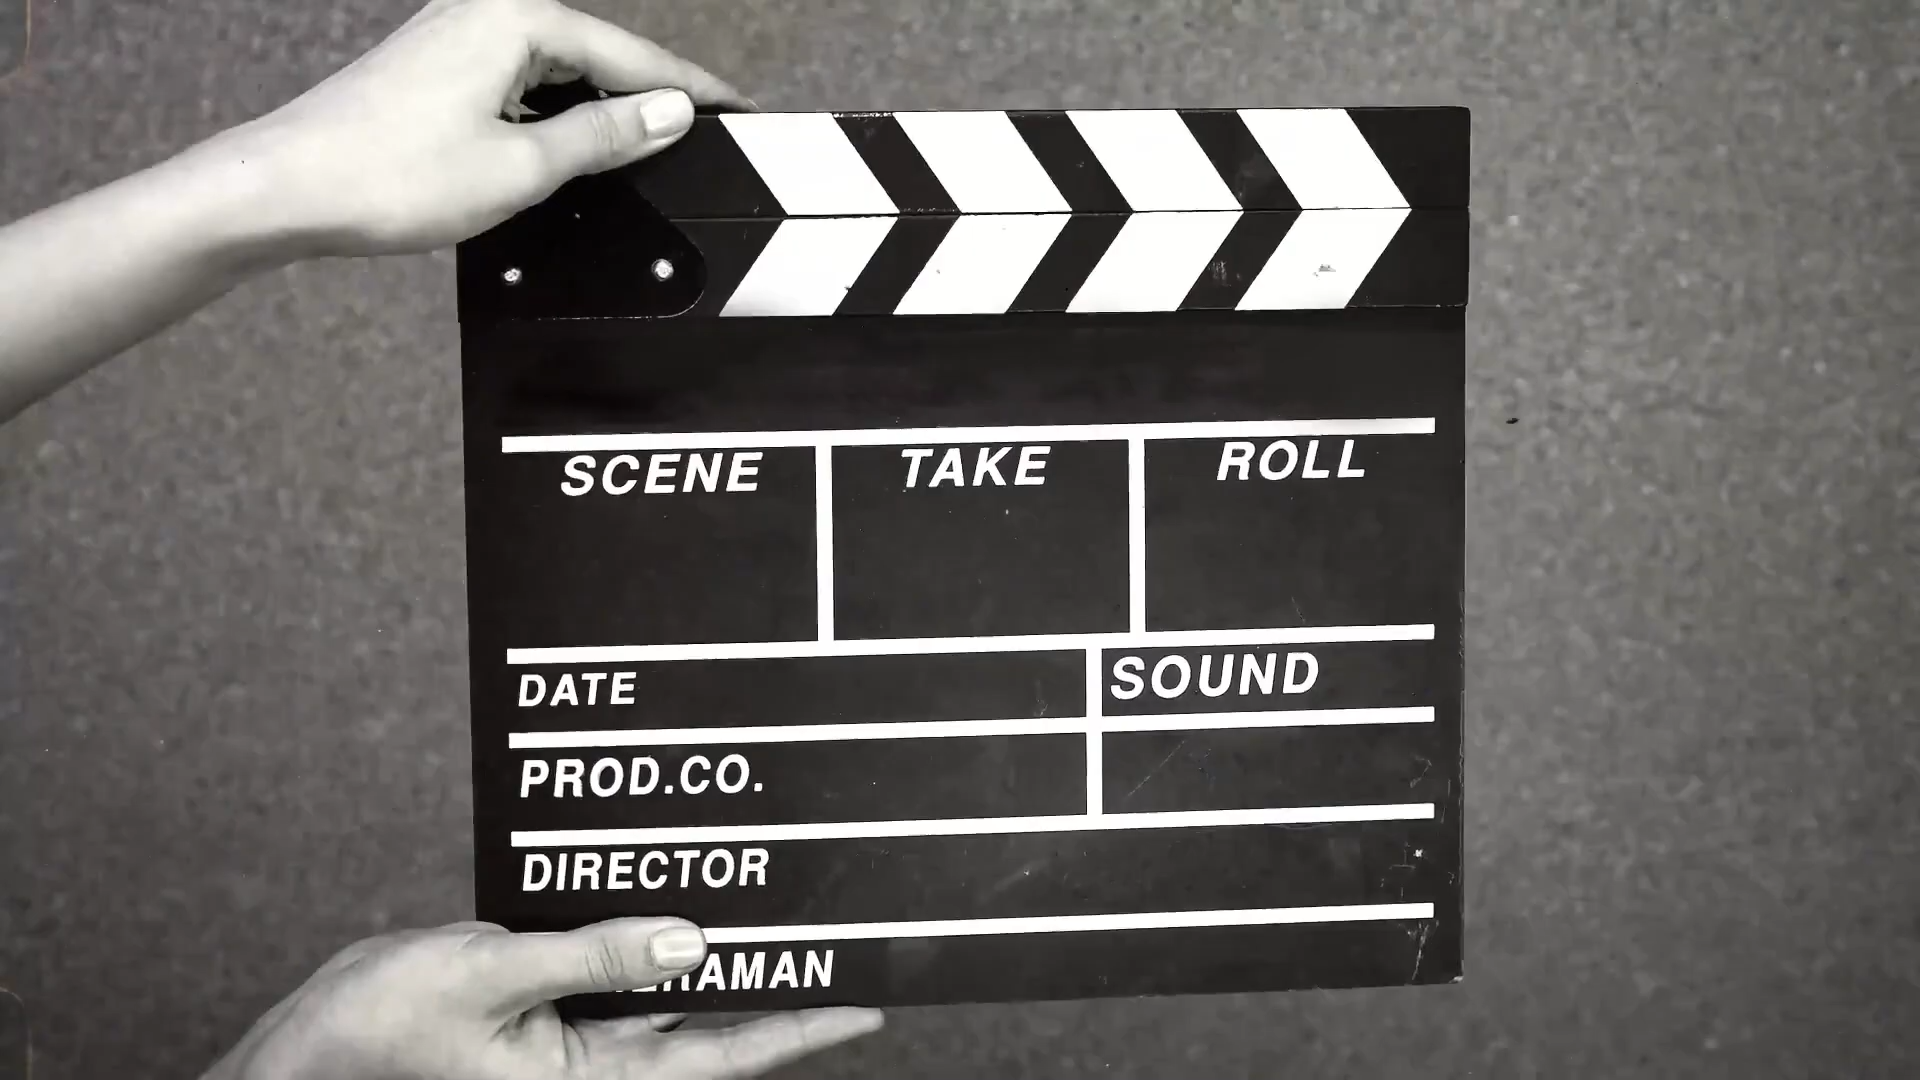 SCENE TAKE ROLL
DATE SOUND
PROD.CO.
DIRECTOR